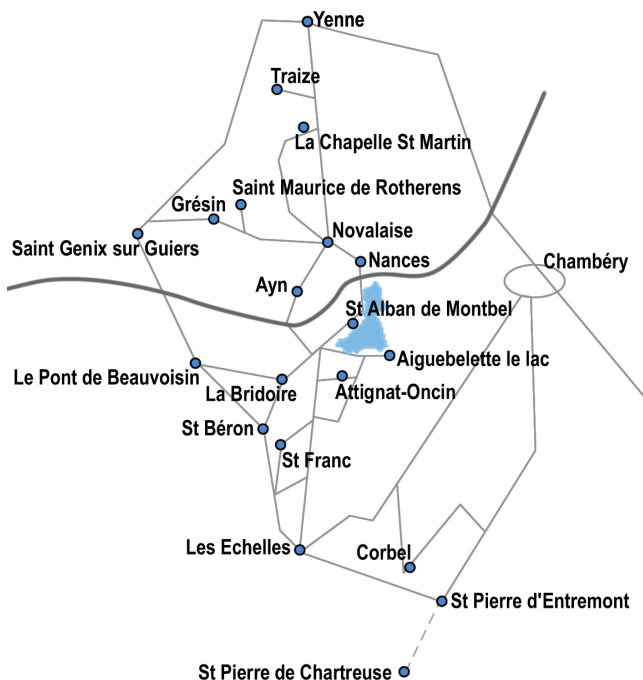 Yenne
Traize
La Chapelle St Martin
Saint Maurice de Rotherens
Grésin
Novalaise
Saint Genix sur Guiers
Nances
Chambéry
Ayn
St Alban de Montbel
Aiguebelette le lac
Le Pont de Beauvoisin
La Bridoire
Attignat-Oncin
St Béron
St Franc
Les Echelles
Corbel
St Pierre d'Entremont
St Pierre de Chartreuse